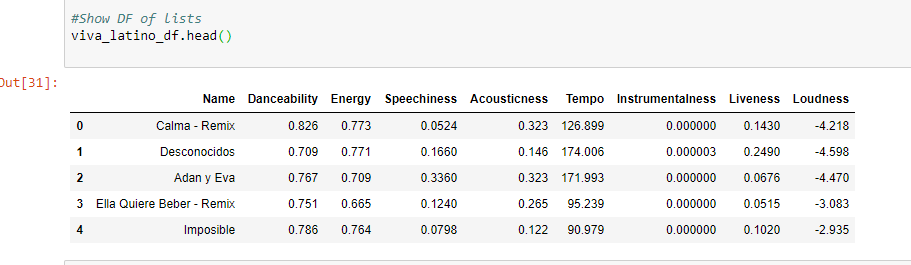 #Show DF of lists
viva_latino_df.head()
Out[31]:
Name Danceability Energy Speechiness Acousticness Tempo Instrumentalness Liveness Loudness
0 Calma - Remix 0.826 0.773 0.0524 0.323 126.899 0.000000 0.1430 -4.218
1 Desconocidos 0.709 0.771 0.1660 0.146 174.006 0.000003 0.2490 -4.598
2 Adan y Eva 0.767 0.709 0.3360 0.323 171.993 0.000000 0.0676 -4.470
3 Ella Quiere Beber - Remix 0.751 0.665 0.1240 0.265 95.239 0.000000 0.0515 -3.083
4 Imposible 0.786 0.764 0.0798 0.122 90.979 0.000000 0.1020 -2.935